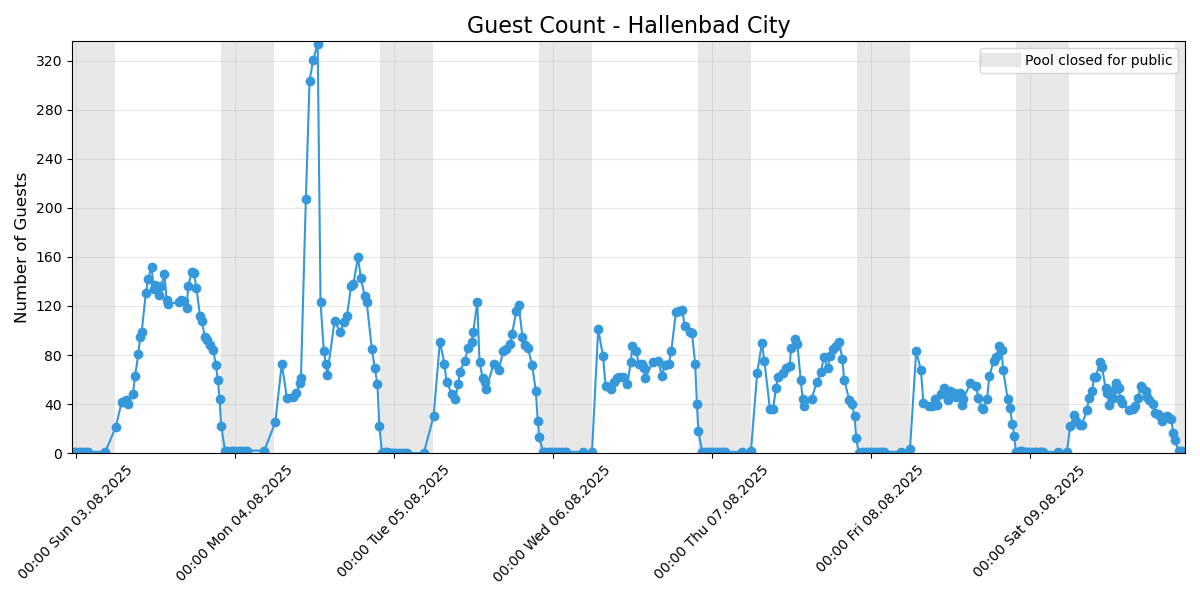 Guest Count - Hallenbad City
Pool closed for public
Number of Guests
320
280
240
200
160
120
80
40
0
00:00 Sun 03.08.2025
00:00 Mon 04.08.2025
00:00 Tue 05.08.2025
00:00 Wed 06.08.2025
00:00 Thu 07.08.2025
00:00 Fri 08.08.2025
00:00 Sat 09.08.2025